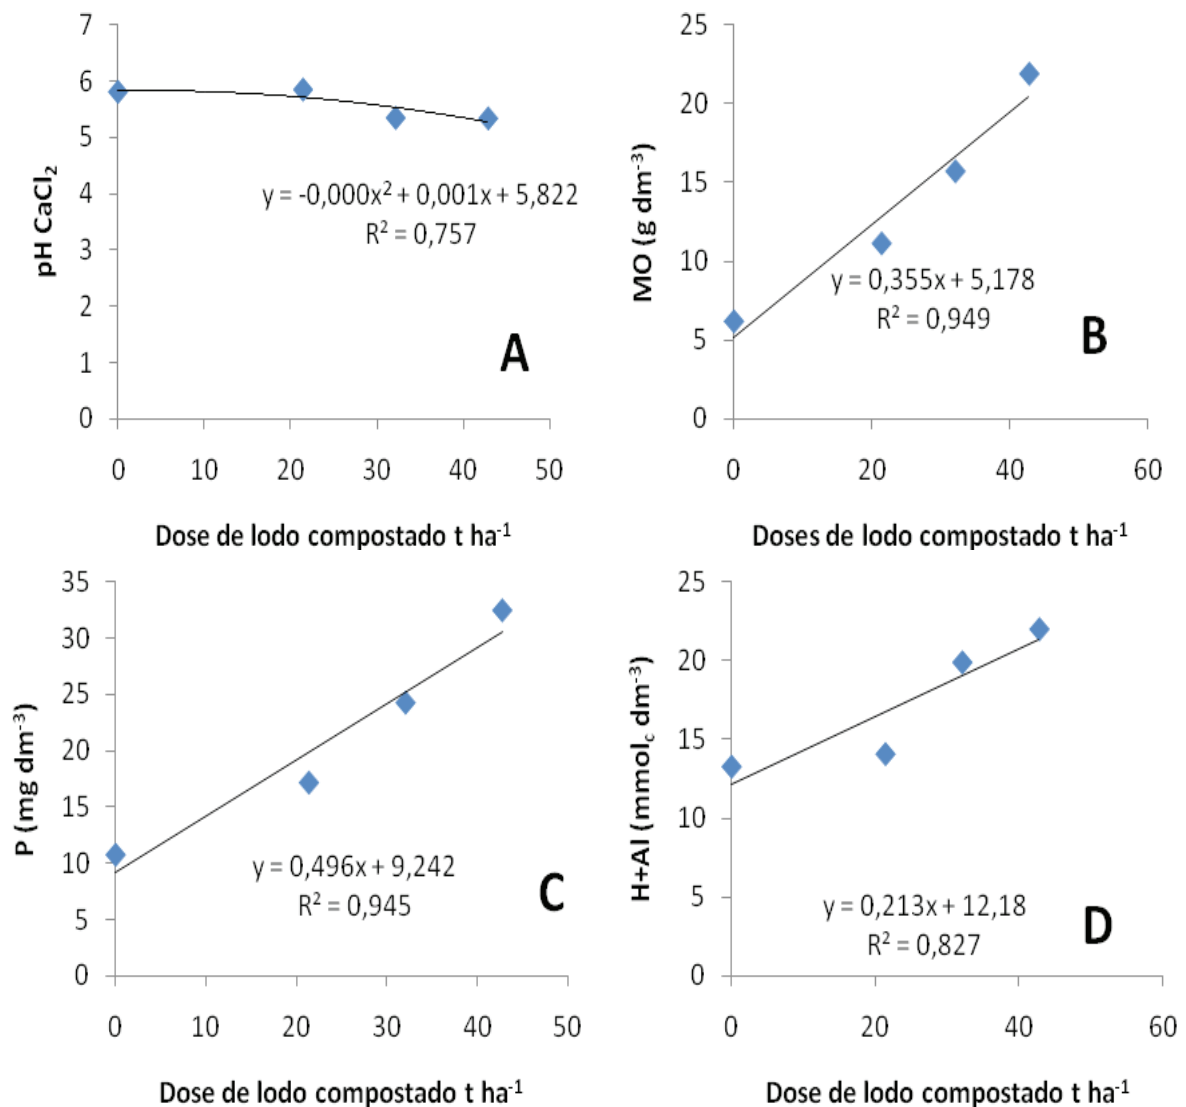 7
6
5
4
3
2
1
0
pH CaCl₂
y = -0,000x² + 0,001x + 5,822
R² = 0,757
A
0 10 20 30 40 50
Dose de lodo compostado t ha⁻¹
25
20
15
10
5
0
MO (g dm⁻³)
y = 0,355x + 5,178
R² = 0,949
B
0 20 40 60
Doses de lodo compostado t ha⁻¹
35
30
25
20
15
10
5
0
P (mg dm⁻³)
y = 0,496x + 9,242
R² = 0,945
C
0 10 20 30 40 50
Dose de lodo compostado t ha⁻¹
25
20
15
10
5
0
H+Al (mmol꜀ dm⁻³)
y = 0,213x + 12,18
R² = 0,827
D
0 20 40 60
Dose de lodo compostado t ha⁻¹